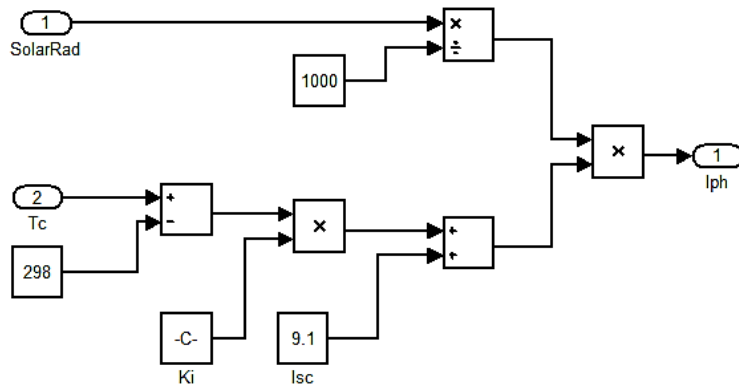 1
SolarRad
×
÷
1000
×
1
Iph
2
Tc
+
−
298
×
+
+
-C-
Ki
9.1
Isc